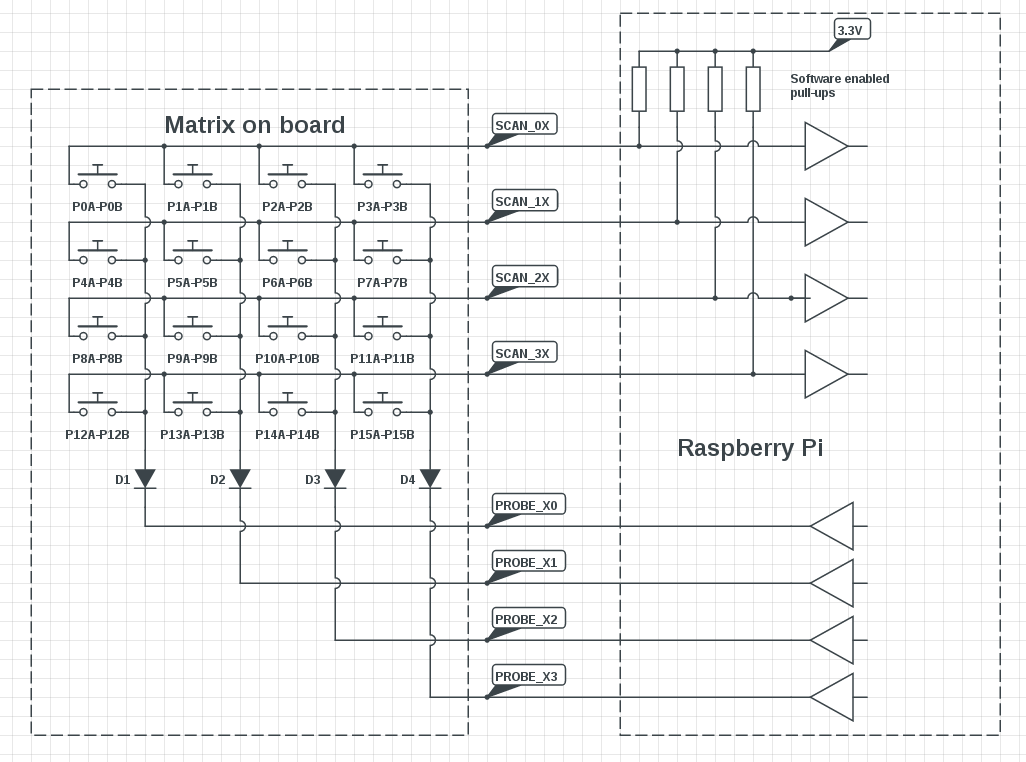 3.3V
Software enabled
pull-ups
Matrix on board
SCAN_0X
P0A-P0B P1A-P1B P2A-P2B P3A-P3B
SCAN_1X
P4A-P4B P5A-P5B P6A-P6B P7A-P7B
SCAN_2X
P8A-P8B P9A-P9B P10A-P10B P11A-P11B
SCAN_3X
P12A-P12B P13A-P13B P14A-P14B P15A-P15B
Raspberry Pi
D1 D2 D3 D4
PROBE_X0
PROBE_X1
PROBE_X2
PROBE_X3